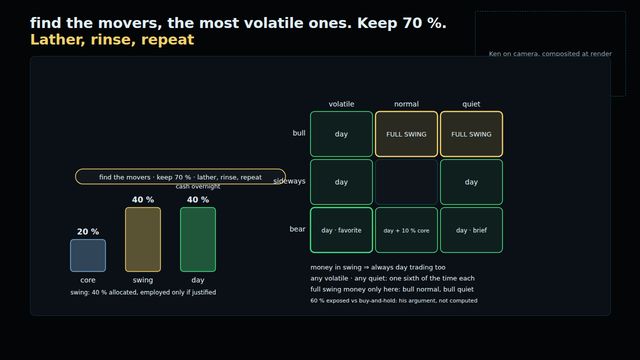 find the movers, the most volatile ones. Keep 70 %.
Lather, rinse, repeat
Ken on camera, composited at render
volatile normal quiet
bull day FULL SWING FULL SWING
find the movers · keep 70 % · lather, rinse, repeat
sideways day day
cash overnight
40 % 40 %
20 %
bear day · favorite day + 10 % core day · brief
core swing day
swing: 40 % allocated, employed only if justified
money in swing ⇒ always day trading too
any volatile · any quiet: one sixth of the time each
full swing money only here: bull normal, bull quiet
60 % exposed vs buy-and-hold: his argument, not computed